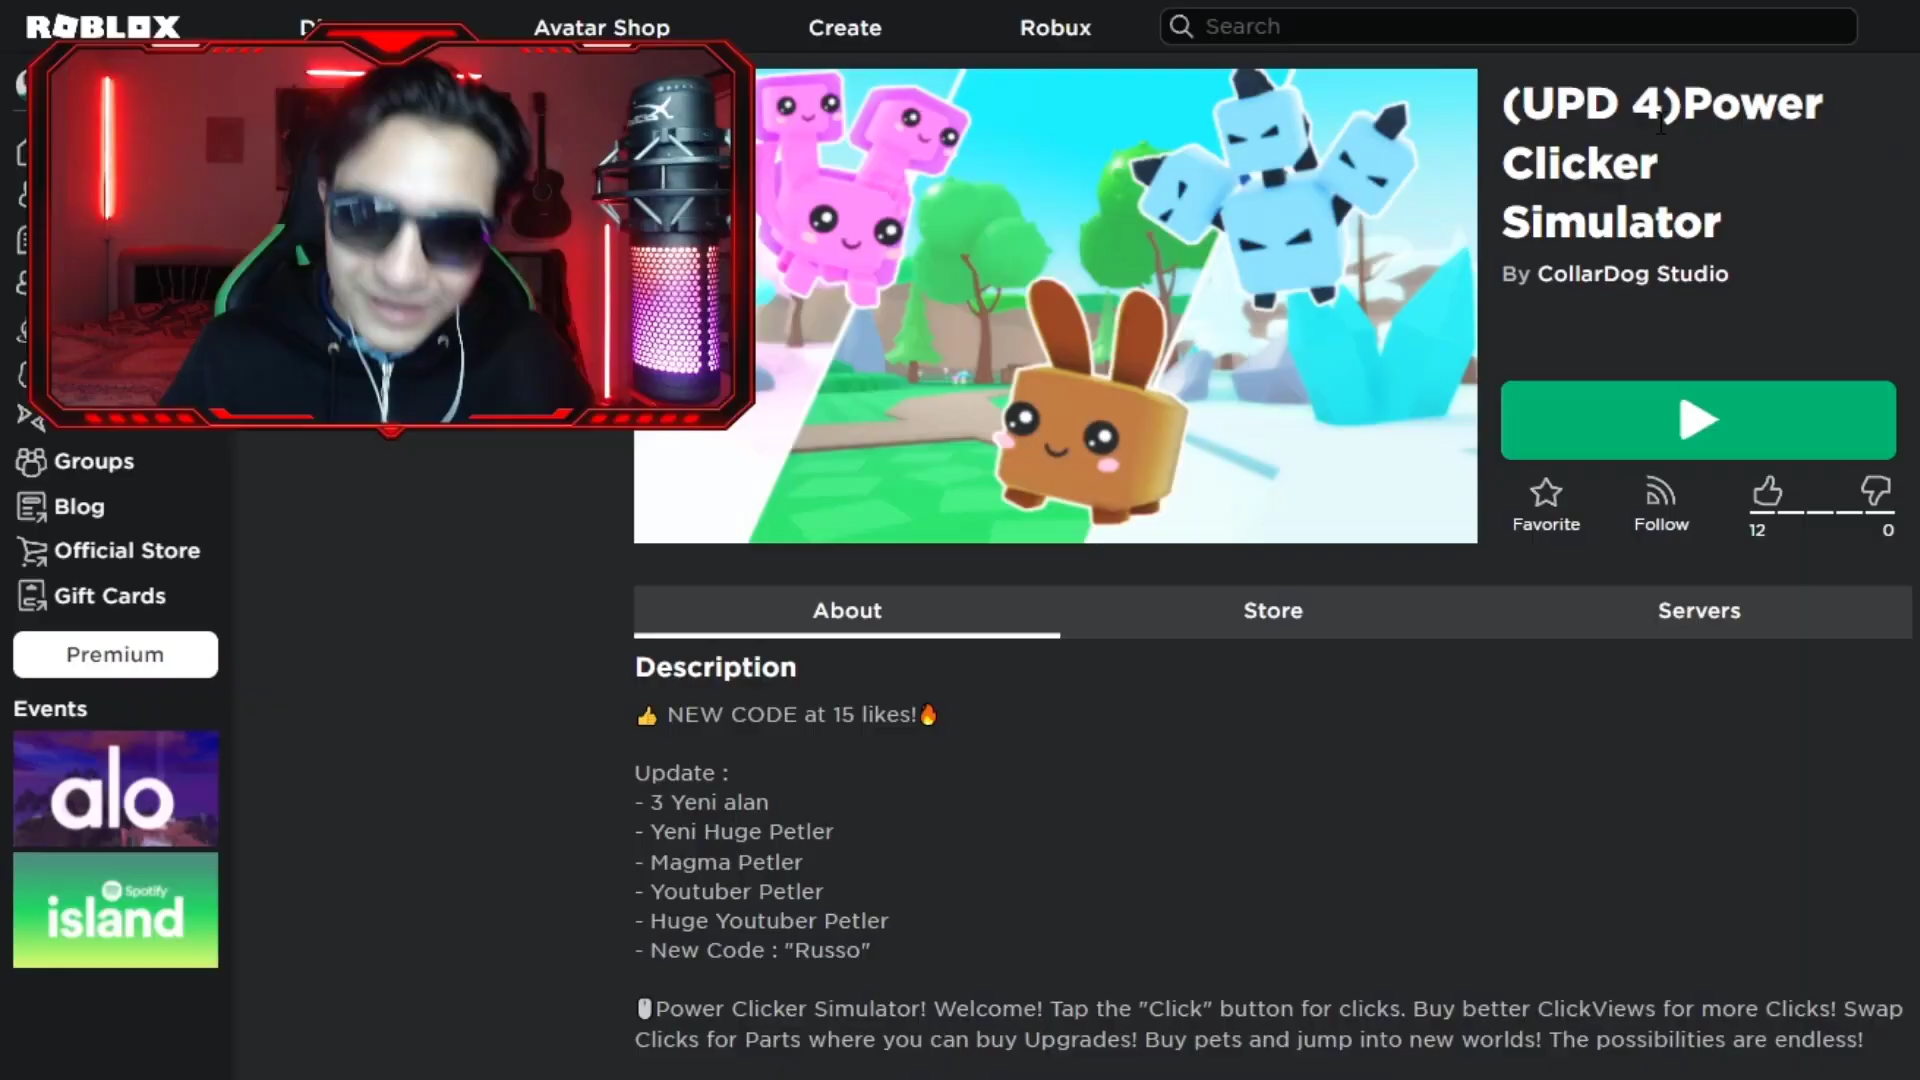 ROBLOX
Avatar Shop
Create
Robux
Search
(UPD 4)Power
Clicker
Simulator
By CollarDog Studio
Favorite
Follow
12
0
Groups
Blog
Official Store
Gift Cards
Premium
Events
alo
Spotify
island
About
Store
Servers
Description
👍 NEW CODE at 15 likes!🔥
Update :
- 3 Yeni alan
- Yeni Huge Petler
- Magma Petler
- Youtuber Petler
- Huge Youtuber Petler
- New Code : "Russo"
🖱Power Clicker Simulator! Welcome! Tap the "Click" button for clicks. Buy better ClickViews for more Clicks! Swap
Clicks for Parts where you can buy Upgrades! Buy pets and jump into new worlds! The possibilities are endless!